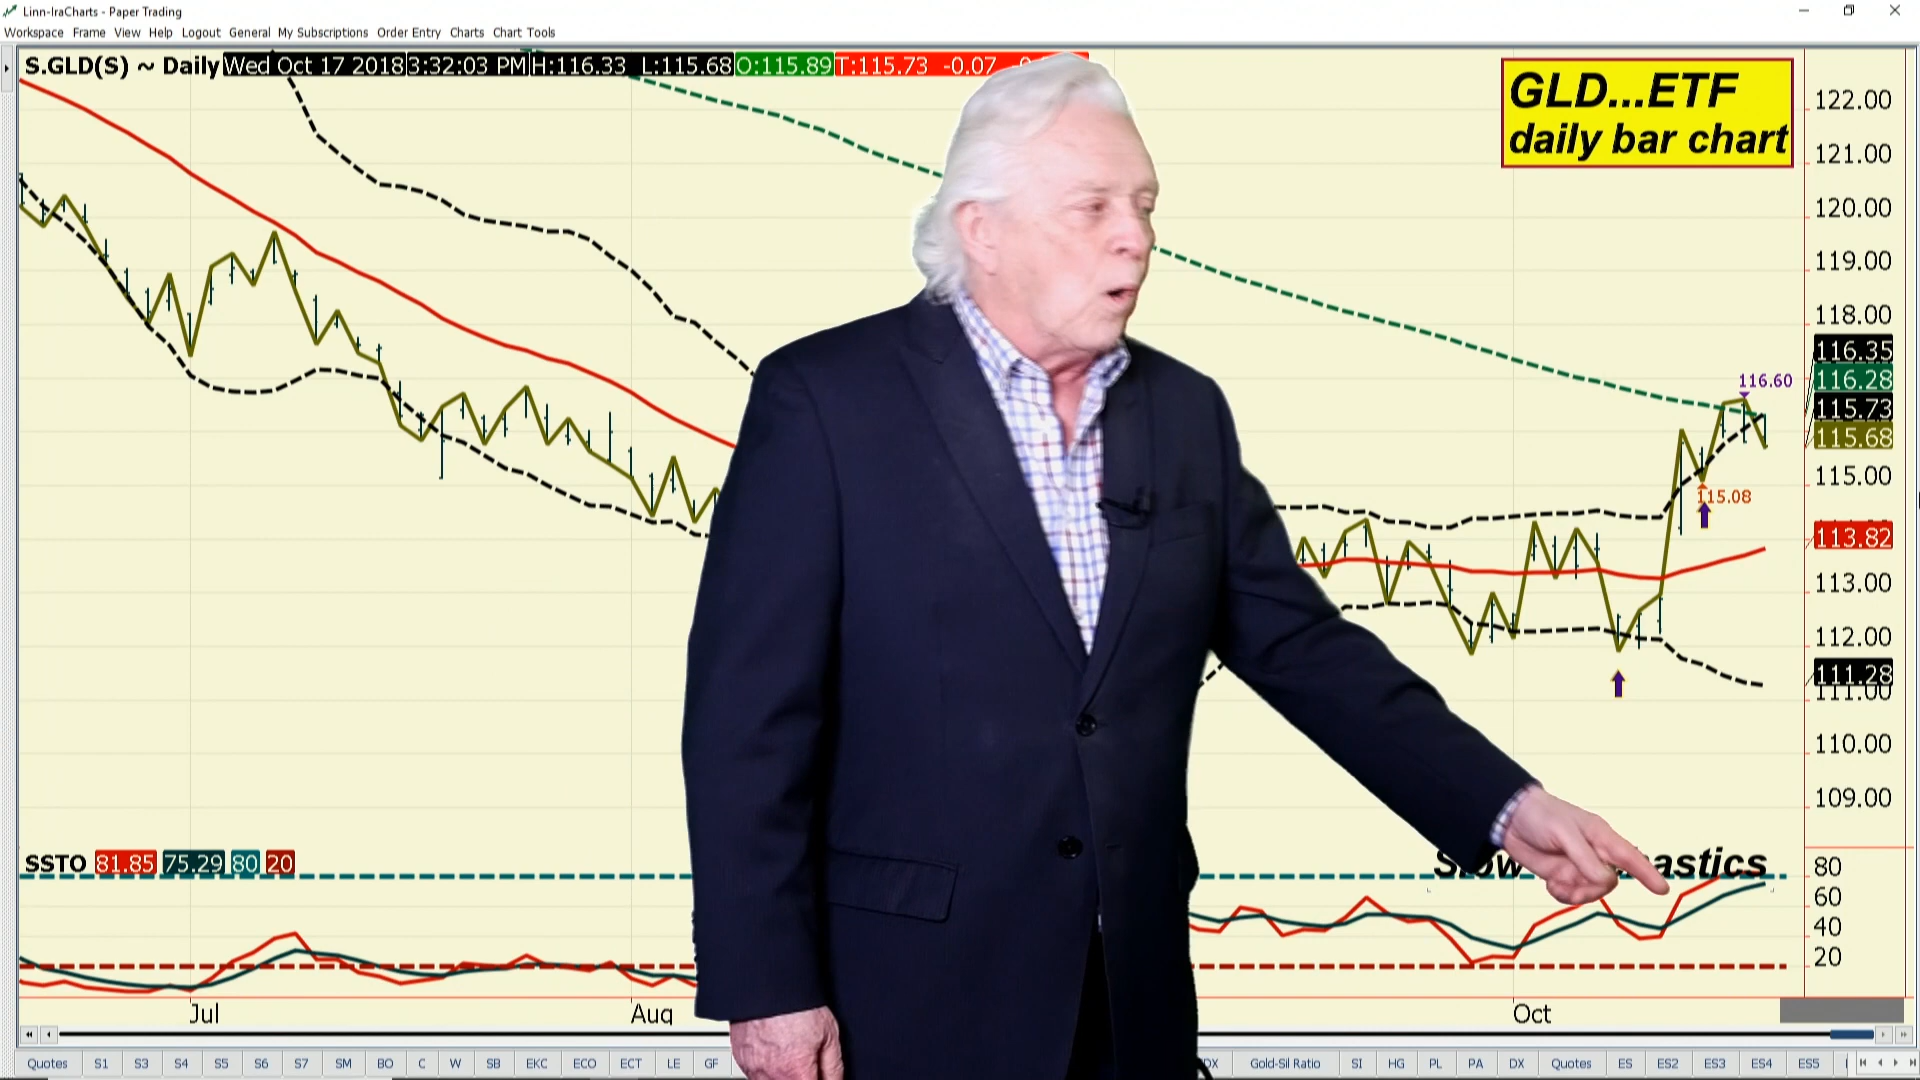 Linn-IraCharts - Paper Trading
Workspace Frame View Help Logout General My Subscriptions Order Entry Charts Chart Tools
S.GLD(S) ~ Daily Wed Oct 17 2018 3:32:03 PM H:116.33 L:115.68 O:115.89 T:115.73 -0.07
GLD...ETF
daily bar chart
122.00
121.00
120.00
119.00
118.00
116.35
116.28
116.60
115.73
115.68
115.00
115.08
113.82
113.00
112.00
111.28
111.00
110.00
109.00
SSTO 81.85 75.29 80 20
80
60
40
20
Jul Aug Oct
Quotes S1 S3 S4 S5 S6 S7 SM BO C W SB EKC ECO ECT LE GF DX Gold-Sil Ratio SI HG PL PA DX Quotes ES ES2 ES3 ES4 ES5